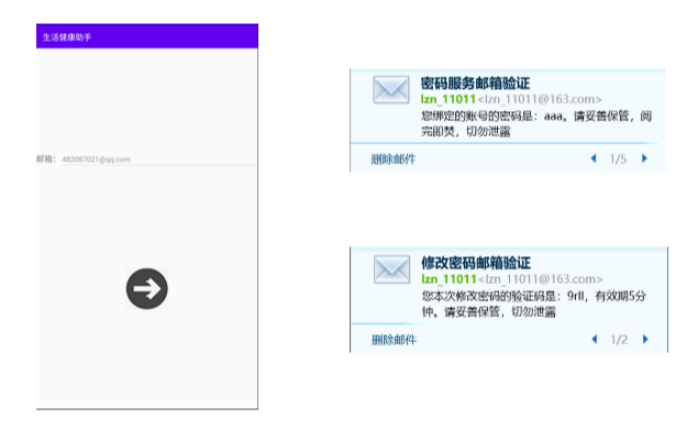 生活健康助手
邮箱： 482087021@qq.com
密码服务邮箱验证
lzn_11011<lzn_11011@163.com>
您绑定的账号的密码是：aaa。请妥善保管，阅
完即焚，切勿泄露
删除邮件 1/5
修改密码邮箱验证
lzn_11011<lzn_11011@163.com>
您本次修改密码的验证码是：9rll，有效期5分
钟。请妥善保管，切勿泄露
删除邮件 1/2